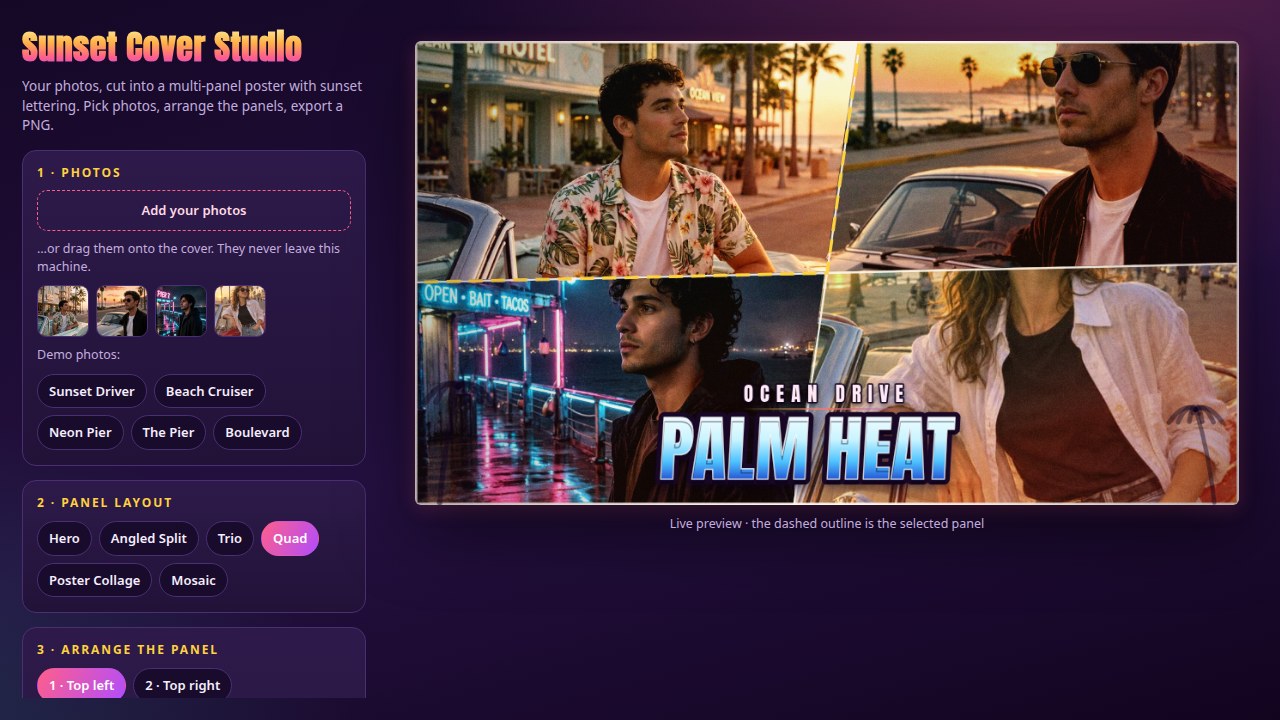 Sunset Cover Studio
Your photos, cut into a multi-panel poster with sunset
lettering. Pick photos, arrange the panels, export a
PNG.
1 · PHOTOS
Add your photos
...or drag them onto the cover. They never leave this
machine.
Demo photos:
Sunset Driver
Beach Cruiser
Neon Pier
The Pier
Boulevard
2 · PANEL LAYOUT
Hero
Angled Split
Trio
Quad
Poster Collage
Mosaic
3 · ARRANGE THE PANEL
1 · Top left
2 · Top right
HOTEL
OCEAN VIEW
OPEN • BAIT • TACOS
OCEAN DRIVE
PALM HEAT
Live preview · the dashed outline is the selected panel